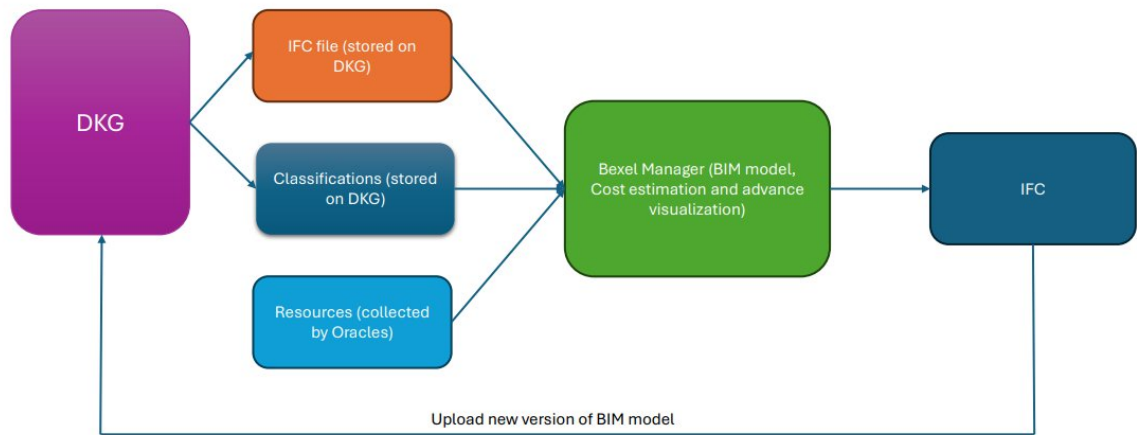 DKG
IFC file (stored on
DKG)
Classifications (stored
on DKG)
Resources (collected
by Oracles)
Bexel Manager (BIM model,
Cost estimation and advance
visualization)
IFC
Upload new version of BIM model